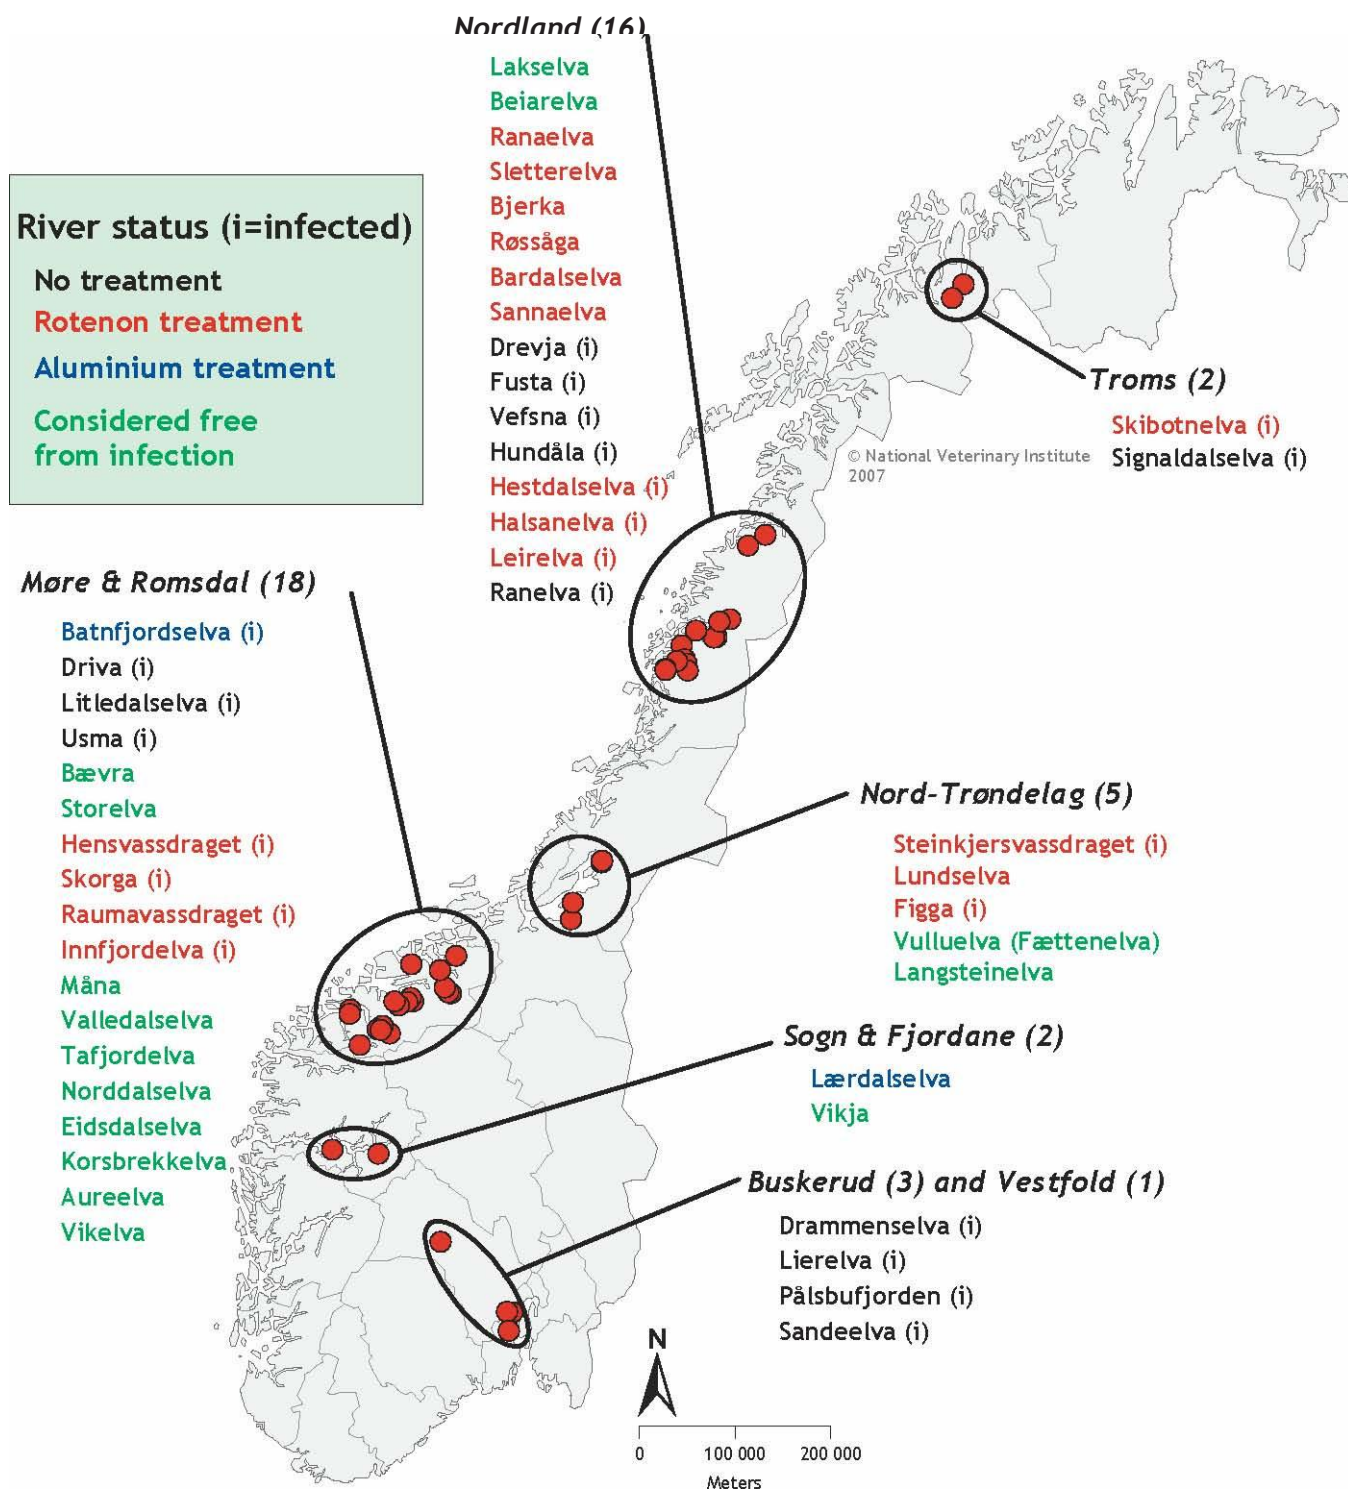 Nordland (16)
Lakselva
Beiarelva
Ranaelva
Sletterelva
Bjerka
Røssåga
Bardalselva
Sannaelva
Drevja (i)
Fusta (i)
Vefsna (i)
Hundåla (i)
Hestdalselva (i)
Halsanelva (i)
Leirelva (i)
Ranelva (i)
River status (i=infected)
No treatment
Rotenon treatment
Aluminium treatment
Considered free
from infection
Troms (2)
Skibotnelva (i)
Signaldalselva (i)
© National Veterinary Institute
2007
Møre & Romsdal (18)
Batnfjordselva (i)
Driva (i)
Litledalselva (i)
Usma (i)
Bævra
Storelva
Hensvassdraget (i)
Skorga (i)
Raumavassdraget (i)
Innfjordelva (i)
Måna
Valledalselva
Tafjordelva
Norddalselva
Eidsdalselva
Korsbrekkelva
Aureelva
Vikelva
Nord-Trøndelag (5)
Steinkjersvassdraget (i)
Lundselva
Figga (i)
Vulluelva (Fættenelva)
Langsteinelva
Sogn & Fjordane (2)
Lærdalselva
Vikja
Buskerud (3) and Vestfold (1)
Drammenselva (i)
Lierelva (i)
Pålsbufjorden (i)
Sandeelva (i)
N
0 100 000 200 000
Meters